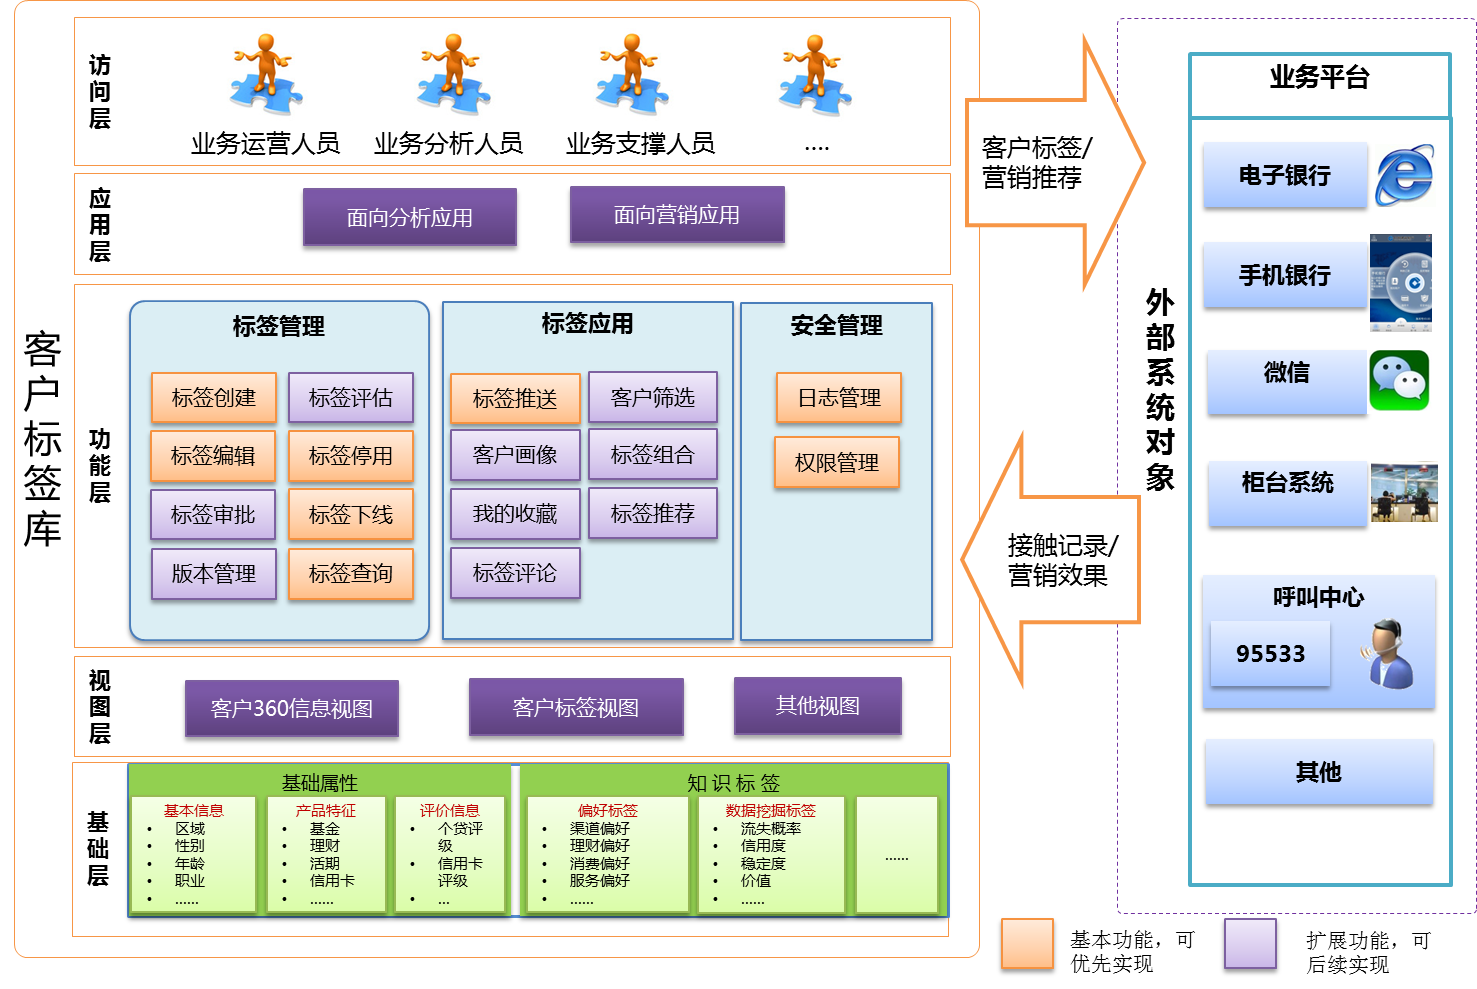 客户标签库
访问层
业务运营人员
业务分析人员
业务支撑人员
....
应用层
面向分析应用
面向营销应用
功能层
标签管理
标签创建
标签评估
标签编辑
标签停用
标签审批
标签下线
版本管理
标签查询
标签应用
标签推送
客户筛选
客户画像
标签组合
我的收藏
标签推荐
标签评论
安全管理
日志管理
权限管理
视图层
客户360信息视图
客户标签视图
其他视图
基础层
基础属性
基本信息
• 区域
• 性别
• 年龄
• 职业
• ......
产品特征
• 基金
• 理财
• 活期
• 信用卡
• ......
评价信息
• 个贷评
级
• 信用卡
评级
• ...
知识标签
偏好标签
• 渠道偏好
• 理财偏好
• 消费偏好
• 服务偏好
• ......
数据挖掘标签
• 流失概率
• 信用度
• 稳定度
• 价值
• ......
......
客户标签/
营销推荐
接触记录/
营销效果
外部系统对象
业务平台
电子银行
手机银行
微信
柜台系统
呼叫中心
95533
其他
基本功能，可
优先实现
扩展功能，可
后续实现